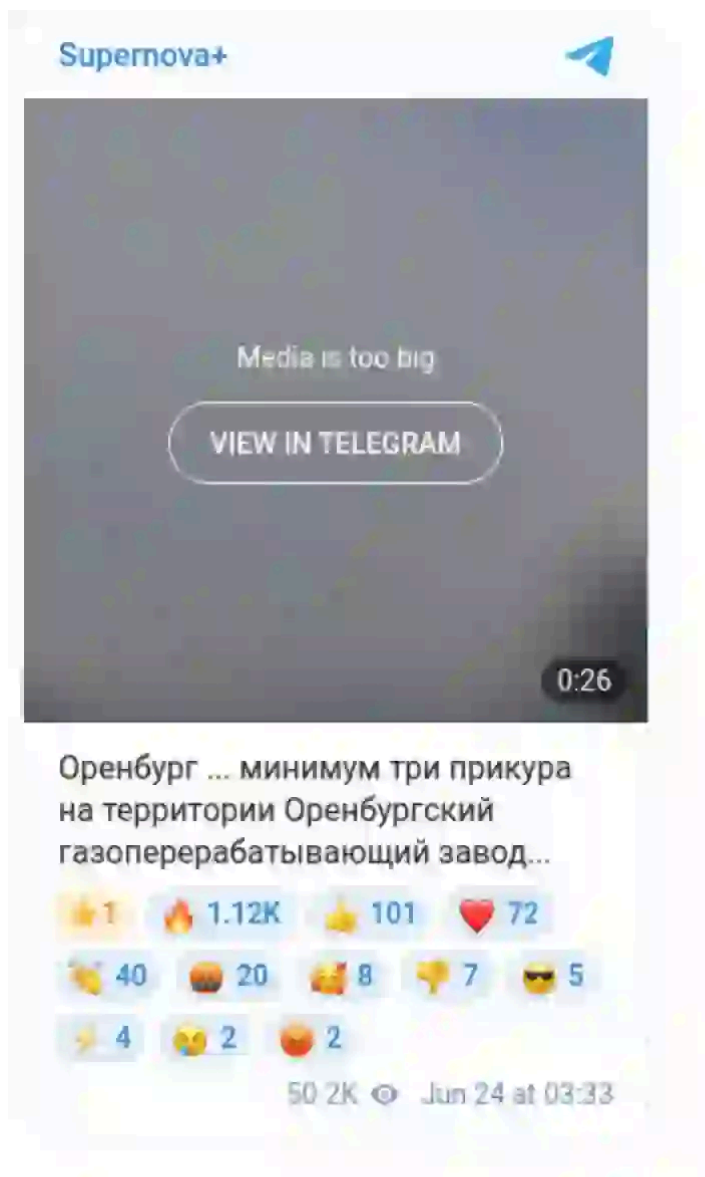 Supernova+
Media is too big
VIEW IN TELEGRAM
0:26
Оренбург ... минимум три прикура
на территории Оренбургский
газоперерабатывающий завод...
1 1.12K 101 72
40 20 8 7 5
4 2 2
50.2K Jun 24 at 03:33